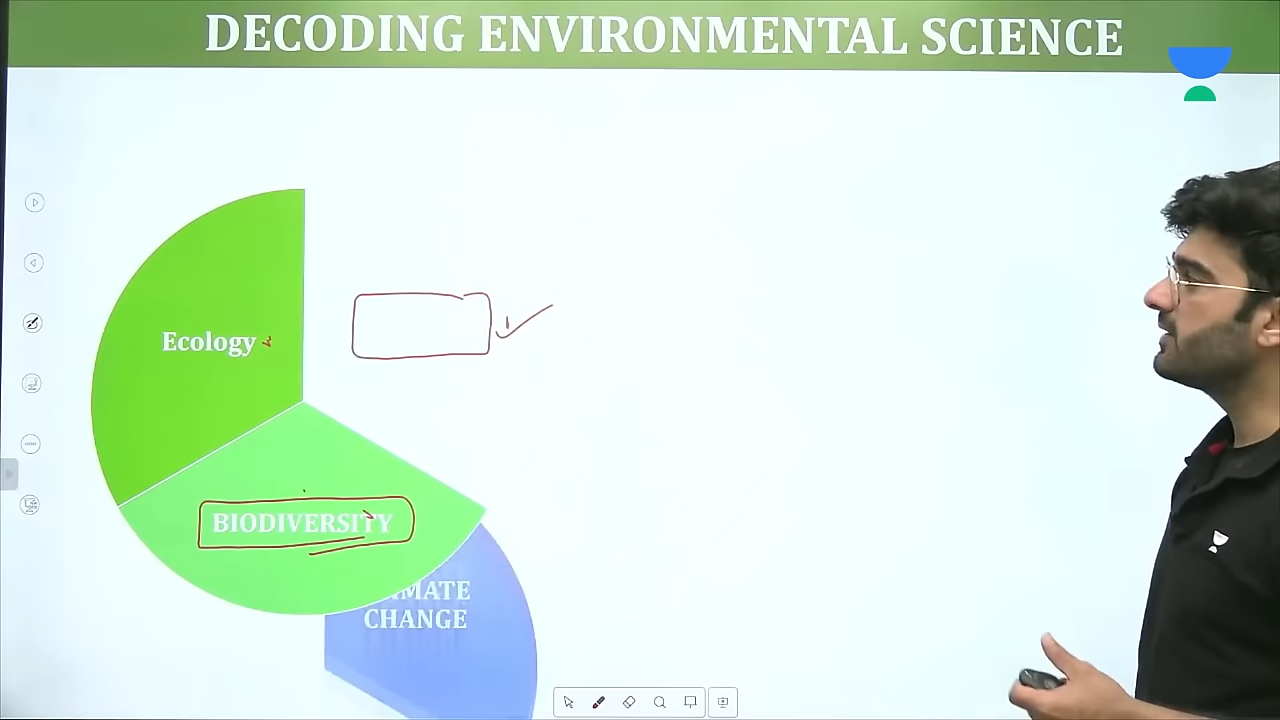 DECODING ENVIRONMENTAL SCIENCE
Ecology
BIODIVERSITY
CHANGE